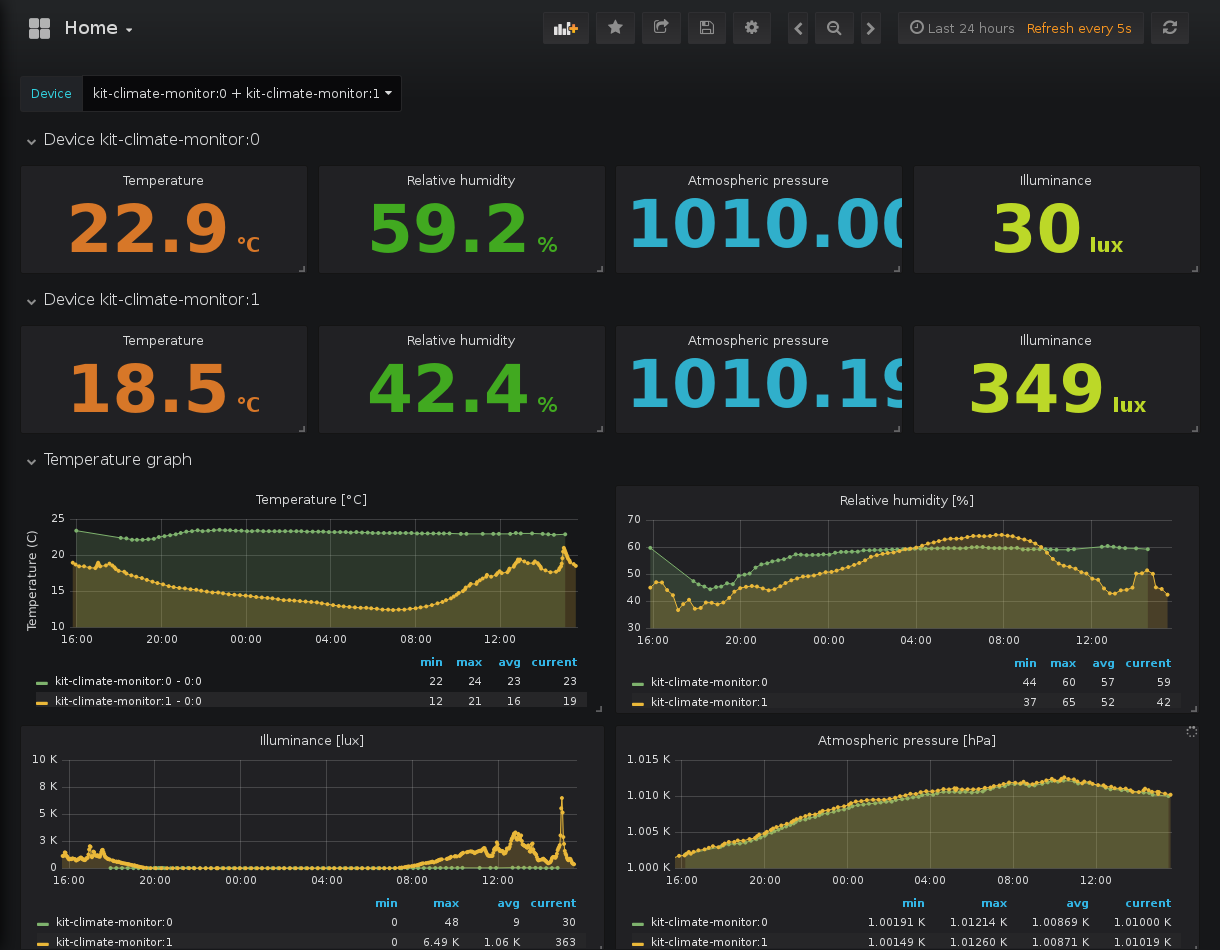 Home
Last 24 hours Refresh every 5s
Device kit-climate-monitor:0 + kit-climate-monitor:1
Device kit-climate-monitor:0
Temperature Relative humidity Atmospheric pressure Illuminance
22.9 °C 59.2 % 1010.00 30 lux
Device kit-climate-monitor:1
Temperature Relative humidity Atmospheric pressure Illuminance
18.5 °C 42.4 % 1010.19 349 lux
Temperature graph
Temperature [°C]
Temperature (C)
25
20
15
10
16:00 20:00 00:00 04:00 08:00 12:00
min max avg current
kit-climate-monitor:0 - 0:0 22 24 23 23
kit-climate-monitor:1 - 0:0 12 21 16 19
Relative humidity [%]
70
60
50
40
30
16:00 20:00 00:00 04:00 08:00 12:00
min max avg current
kit-climate-monitor:0 44 60 57 59
kit-climate-monitor:1 37 65 52 42
Illuminance [lux]
10 K
8 K
5 K
3 K
0
16:00 20:00 00:00 04:00 08:00 12:00
min max avg current
kit-climate-monitor:0 0 48 9 30
kit-climate-monitor:1 0 6.49 K 1.06 K 363
Atmospheric pressure [hPa]
1.015 K
1.010 K
1.005 K
1.000 K
16:00 20:00 00:00 04:00 08:00 12:00
min max avg current
kit-climate-monitor:0 1.00191 K 1.01214 K 1.00869 K 1.01000 K
kit-climate-monitor:1 1.00149 K 1.01260 K 1.00871 K 1.01019 K